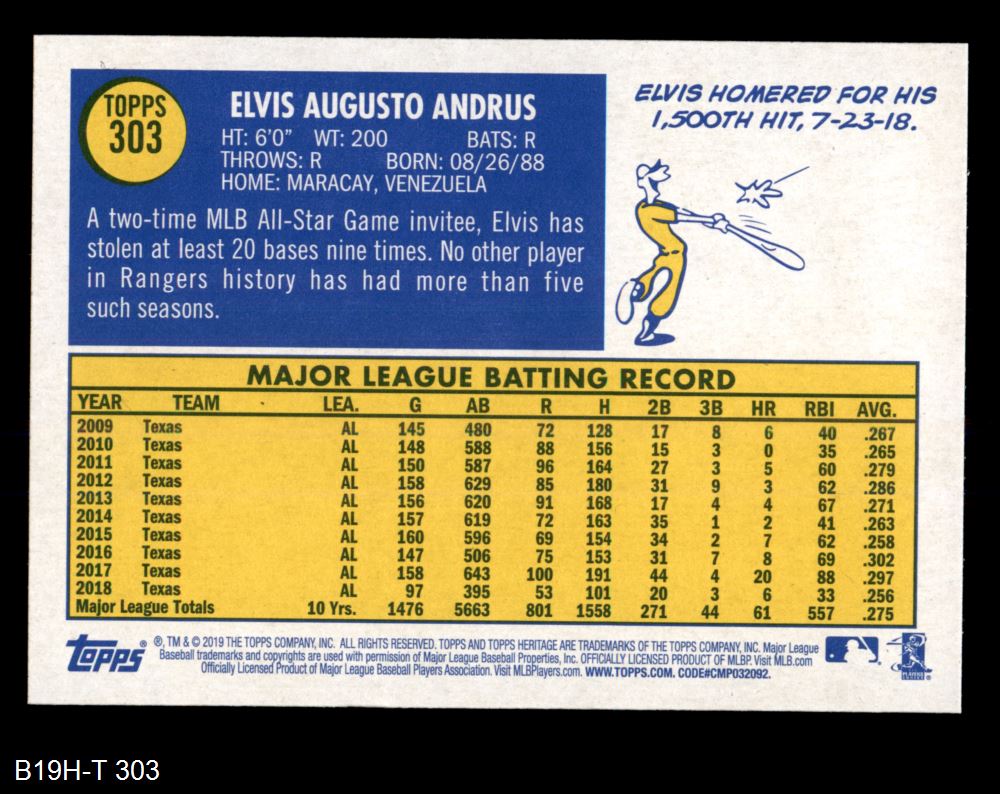 TOPPS
303
ELVIS AUGUSTO ANDRUS
HT: 6'0" WT: 200 BATS: R
THROWS: R BORN: 08/26/88
HOME: MARACAY, VENEZUELA
A two-time MLB All-Star Game invitee, Elvis has
stolen at least 20 bases nine times. No other player
in Rangers history has had more than five
such seasons.
ELVIS HOMERED FOR HIS
1,500TH HIT, 7-23-18.
MAJOR LEAGUE BATTING RECORD
YEAR TEAM LEA. G AB R H 2B 3B HR RBI AVG.
2009 Texas AL 145 480 72 128 17 8 6 40 .267
2010 Texas AL 148 588 88 156 15 3 0 35 .265
2011 Texas AL 150 587 96 164 27 3 5 60 .279
2012 Texas AL 158 629 85 180 31 9 3 62 .286
2013 Texas AL 156 620 91 168 17 4 4 67 .271
2014 Texas AL 157 619 72 163 35 1 2 41 .263
2015 Texas AL 160 596 69 154 34 2 7 62 .258
2016 Texas AL 147 506 75 153 31 7 8 69 .302
2017 Texas AL 158 643 100 191 44 4 20 88 .297
2018 Texas AL 97 395 53 101 20 3 6 33 .256
Major League Totals 10 Yrs. 1476 5663 801 1558 271 44 61 557 .275
Topps ® ®, TM & © 2019 THE TOPPS COMPANY, INC. ALL RIGHTS RESERVED. TOPPS AND TOPPS HERITAGE ARE TRADEMARKS OF THE TOPPS COMPANY, INC. Major League
Baseball trademarks and copyrights are used with permission of Major League Baseball Properties, Inc. OFFICIALLY LICENSED PRODUCT OF MLBP. Visit MLB.com
Officially Licensed Product of Major League Baseball Players Association. Visit MLBPlayers.com. WWW.TOPPS.COM. CODE#CMP032092.
B19H-T 303